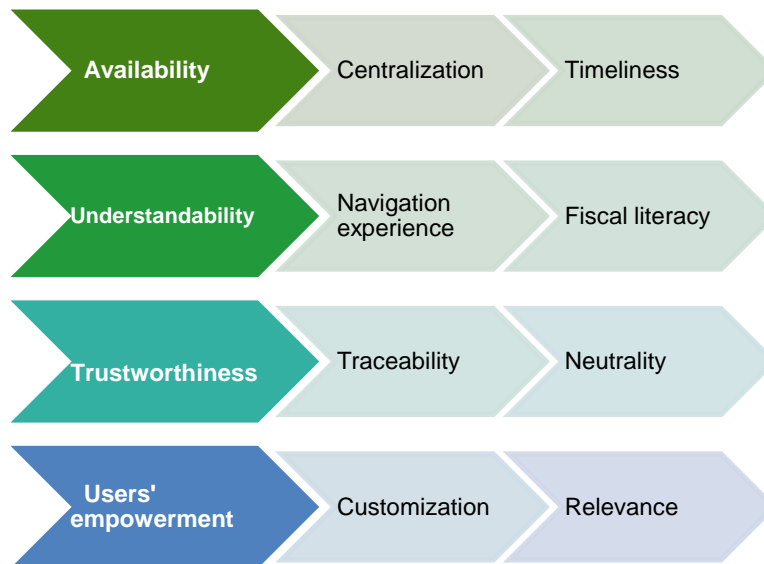 Availability
Centralization
Timeliness
Understandability
Navigation
experience
Fiscal literacy
Trustworthiness
Traceability
Neutrality
Users'
empowerment
Customization
Relevance